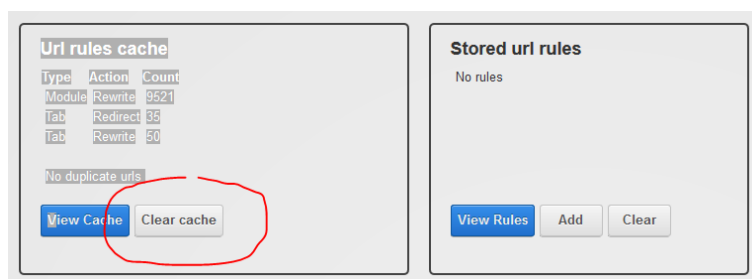 Url rules cache
Type Action Count
Module Rewrite 9521
Tab Redirect 35
Tab Rewrite 50
No duplicate urls
View Cache Clear cache
Stored url rules
No rules
View Rules Add Clear